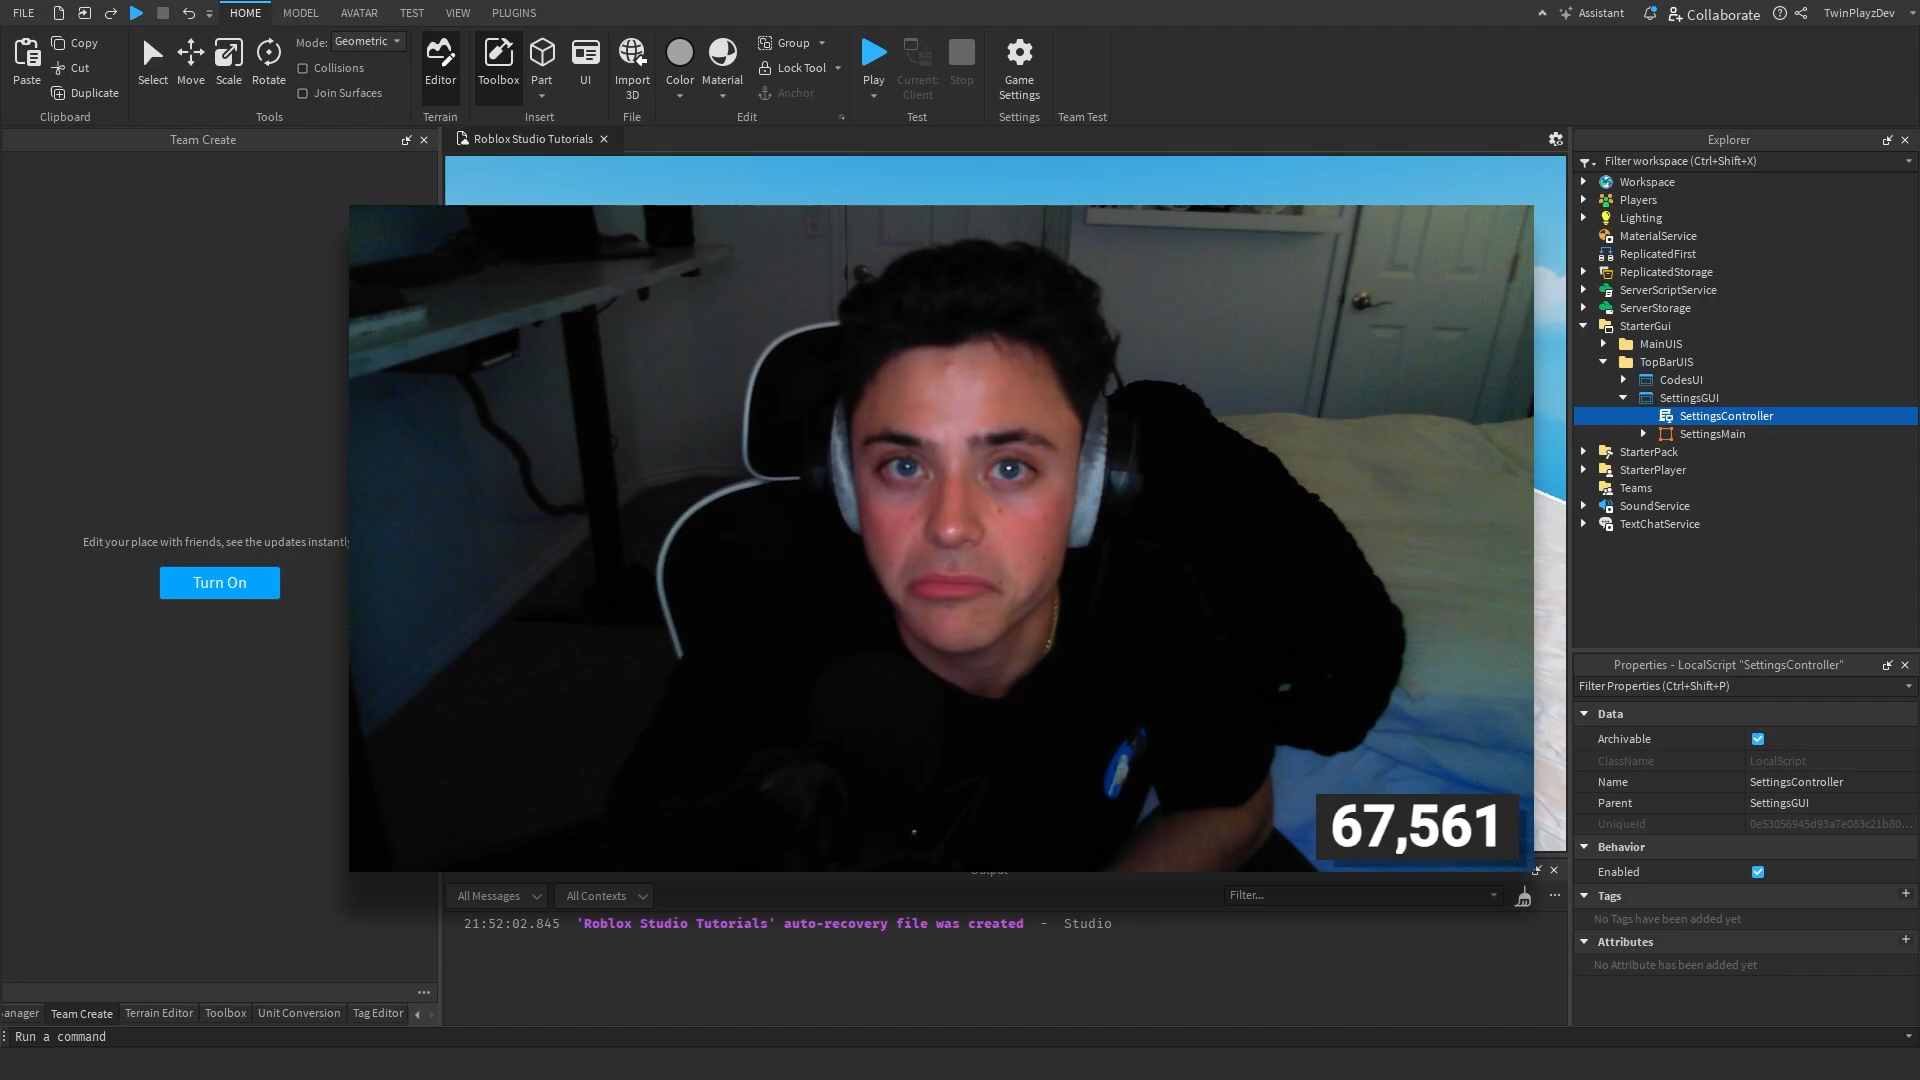 FILE
HOME
MODEL
AVATAR
TEST
VIEW
PLUGINS
Assistant
Collaborate
TwinPlayzDev
Paste
Copy
Cut
Duplicate
Clipboard
Select
Move
Scale
Rotate
Mode: Geometric
Collisions
Join Surfaces
Tools
Editor
Terrain
Toolbox
Part
UI
Insert
Import
3D
File
Color
Material
Group
Lock Tool
Anchor
Edit
Play
Current:
Client
Stop
Test
Game
Settings
Settings
Team Test
Team Create
Edit your place with friends, see the updates instantly
Turn On
Roblox Studio Tutorials
67,561
Output
All Messages
All Contexts
Filter...
21:52:02.845 'Roblox Studio Tutorials' auto-recovery file was created - Studio
Explorer
Filter workspace (Ctrl+Shift+X)
Workspace
Players
Lighting
MaterialService
ReplicatedFirst
ReplicatedStorage
ServerScriptService
ServerStorage
StarterGui
MainUIS
TopBarUIS
CodesUI
SettingsGUI
SettingsController
SettingsMain
StarterPack
StarterPlayer
Teams
SoundService
TextChatService
Properties - LocalScript "SettingsController"
Filter Properties (Ctrl+Shift+P)
Data
Archivable
ClassName LocalScript
Name SettingsController
Parent SettingsGUI
UniqueId 0e53056945d93a7e083c21b80...
Behavior
Enabled
Tags
No Tags have been added yet
Attributes
No Attribute has been added yet
anager
Team Create
Terrain Editor
Toolbox
Unit Conversion
Tag Editor
Run a command